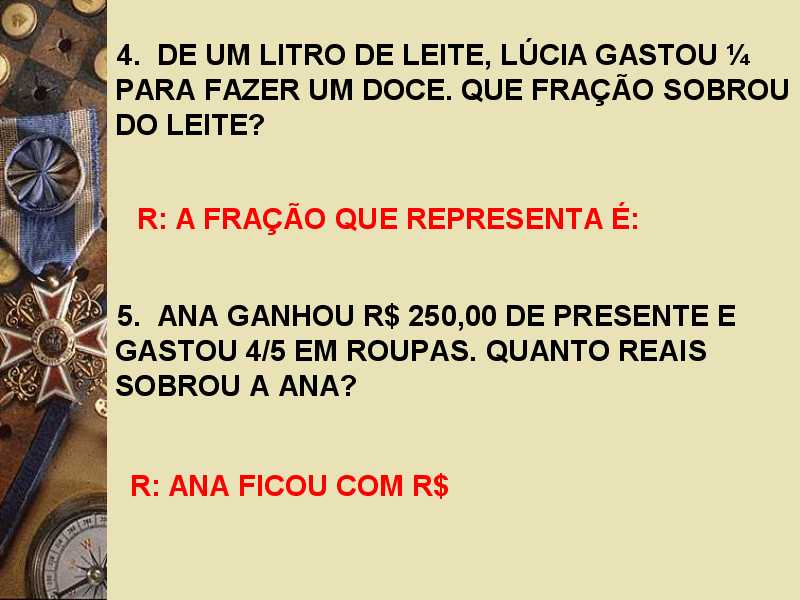 4. DE UM LITRO DE LEITE, LÚCIA GASTOU ¼
PARA FAZER UM DOCE. QUE FRAÇÃO SOBROU
DO LEITE?
R: A FRAÇÃO QUE REPRESENTA É:
5. ANA GANHOU R$ 250,00 DE PRESENTE E
GASTOU 4/5 EM ROUPAS. QUANTO REAIS
SOBROU A ANA?
R: ANA FICOU COM R$